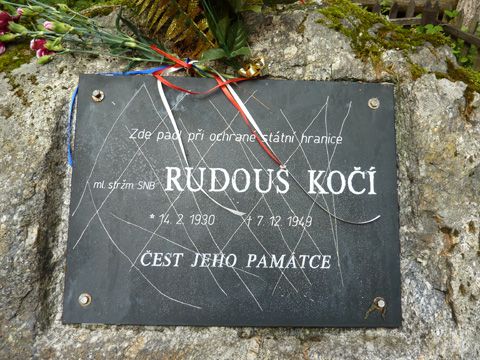 Zde padl při ochraně státní hranice
ml. stržm. SNB RUDOUŠ KOČÍ
* 14. 2. 1930 † 7. 12. 1949
ČEST JEHO PAMÁTCE